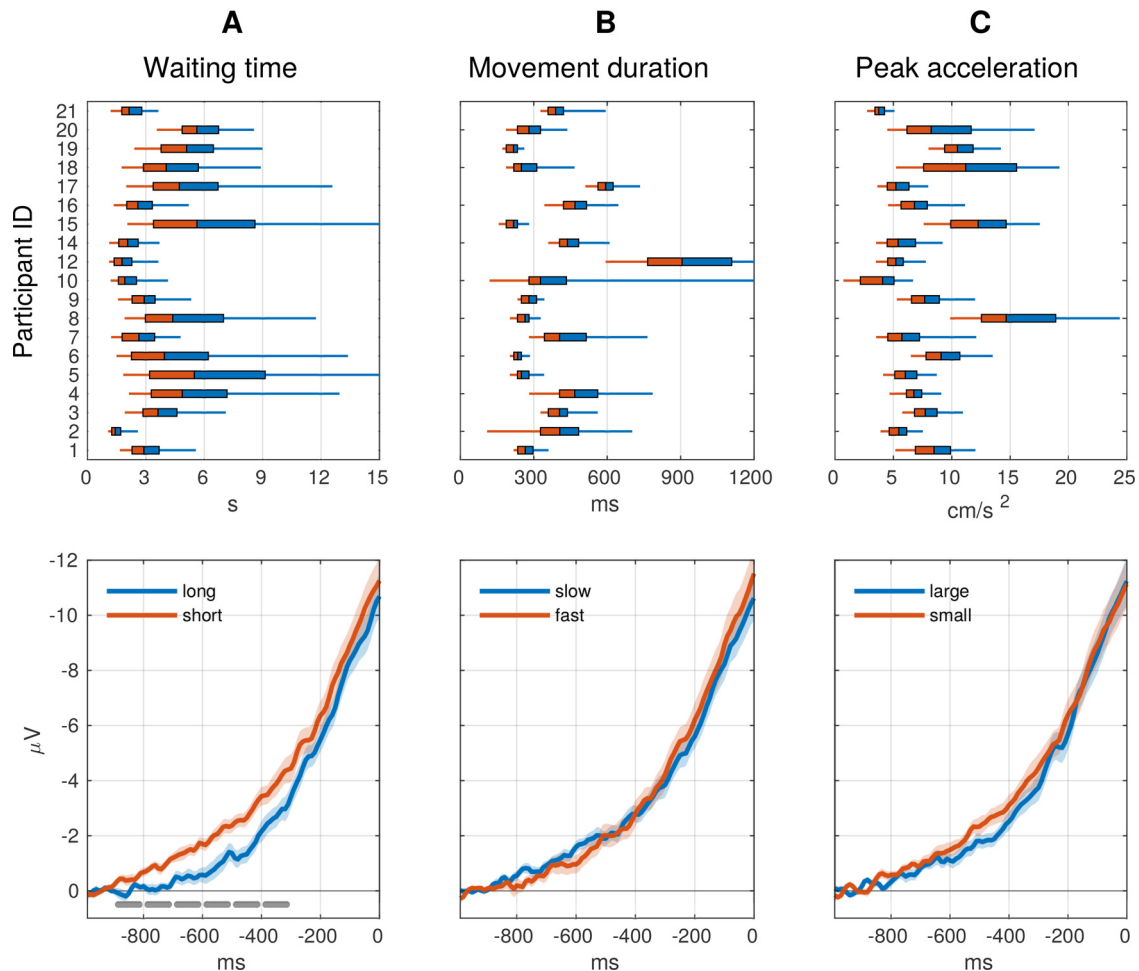 A B C
Waiting time Movement duration Peak acceleration
Participant ID
21
20
19
18
17
16
15
14
12
10
9
8
7
6
5
4
3
2
1
0 3 6 9 12 15
s
0 300 600 900 1200
ms
0 5 10 15 20 25
cm/s 2
µV
-12
-10
-8
-6
-4
-2
0
long
short
slow
fast
large
small
-800 -600 -400 -200 0
ms
-800 -600 -400 -200 0
ms
-800 -600 -400 -200 0
ms